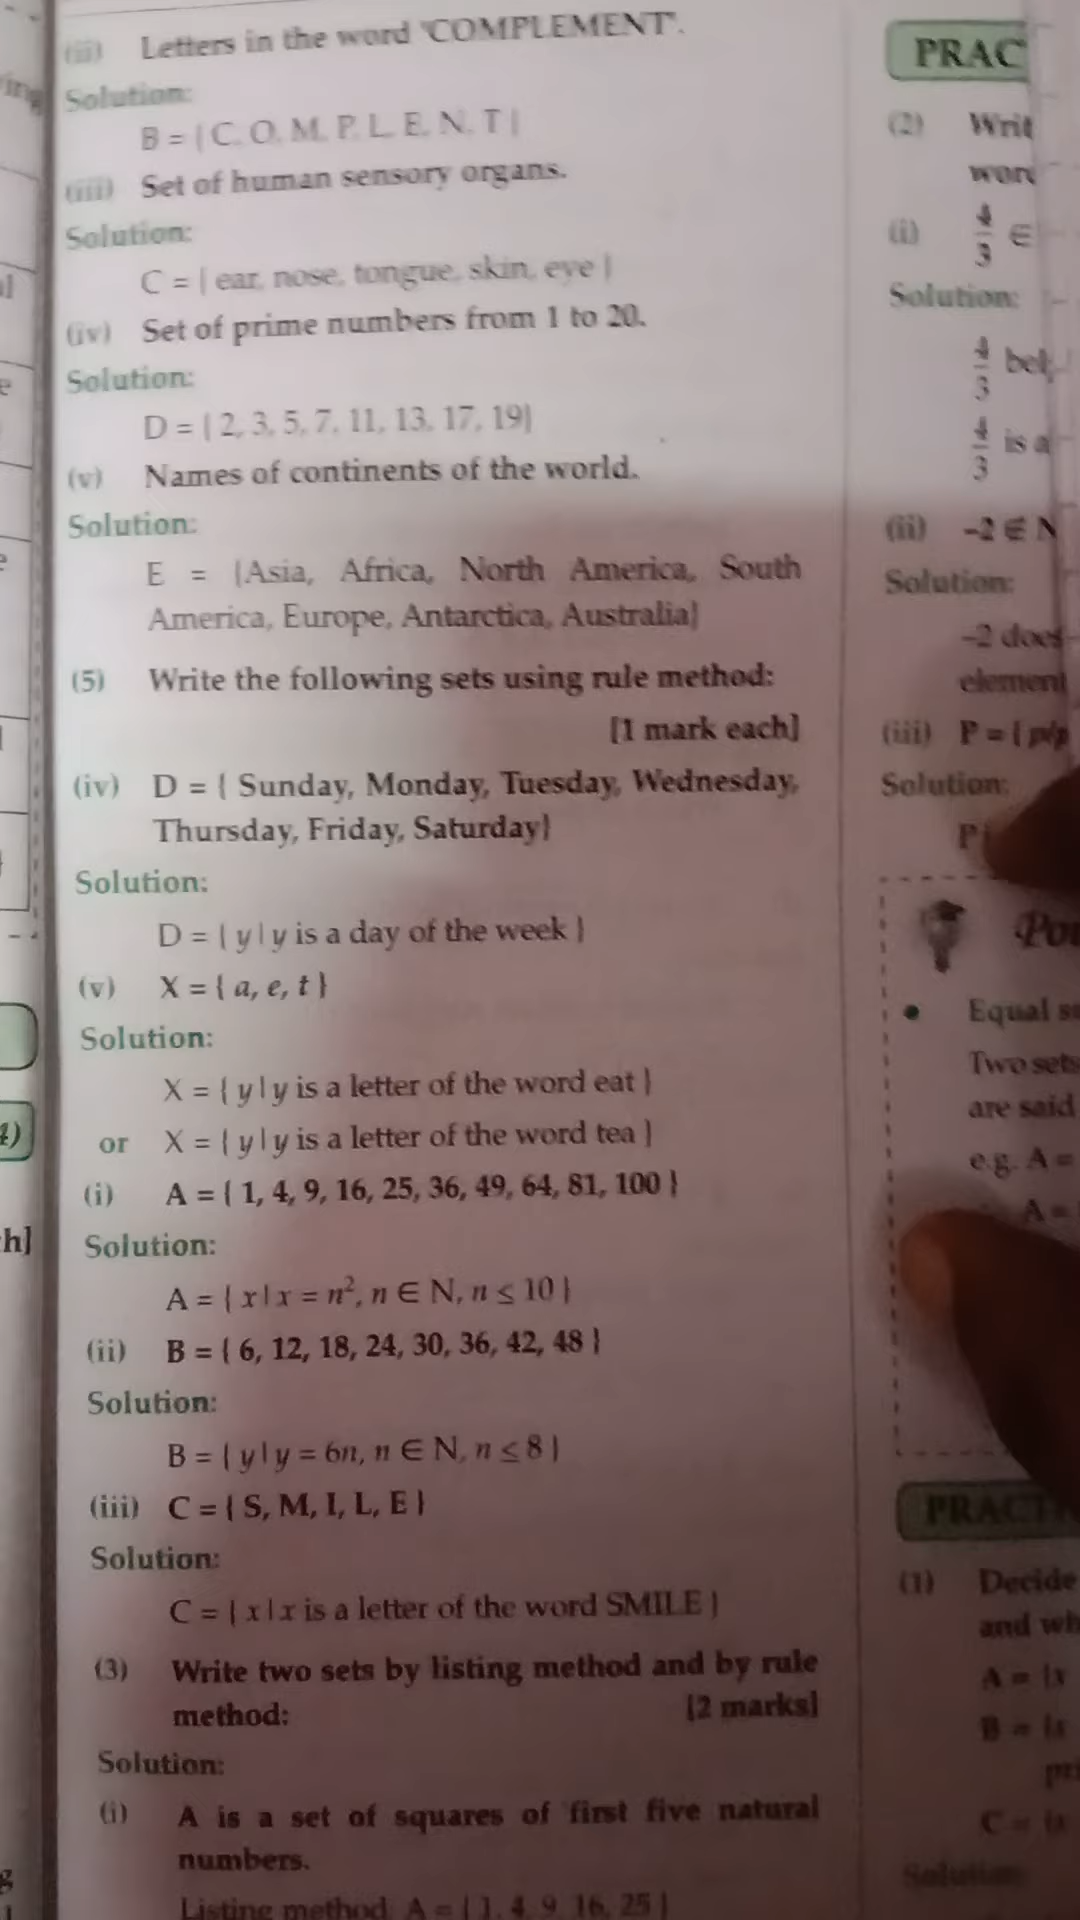 (ii) Letters in the word 'COMPLEMENT'.
Solution:
B = { C, O, M, P, L, E, N, T }
(iii) Set of human sensory organs.
Solution:
C = { ear, nose, tongue, skin, eye }
(iv) Set of prime numbers from 1 to 20.
Solution:
D = { 2, 3, 5, 7, 11, 13, 17, 19}
(v) Names of continents of the world.
Solution:
E = {Asia, Africa, North America, South
America, Europe, Antarctica, Australia}
(5) Write the following sets using rule method:
[1 mark each]
(iv) D = { Sunday, Monday, Tuesday, Wednesday,
Thursday, Friday, Saturday}
Solution:
D = { y | y is a day of the week }
(v) X = { a, e, t }
Solution:
X = { y | y is a letter of the word eat }
or X = { y | y is a letter of the word tea }
(i) A = { 1, 4, 9, 16, 25, 36, 49, 64, 81, 100 }
Solution:
A = { x | x = n², n ∈ N, n ≤ 10 }
(ii) B = { 6, 12, 18, 24, 30, 36, 42, 48 }
Solution:
B = { y | y = 6n, n ∈ N, n ≤ 8 }
(iii) C = { S, M, I, L, E }
Solution:
C = { x | x is a letter of the word SMILE }
(3) Write two sets by listing method and by rule
method: [2 marks]
Solution:
(i) A is a set of squares of first five natural
numbers.
Listing method A = { 1, 4, 9, 16, 25 }
PRAC
(2) Writ
word
(i) 4/3 ∈
Solution:
4/3 bel
4/3 is a
(ii) -2 ∉ N
Solution:
-2 does
element
(iii) P = { p/p
Solution:
P
Po
• Equal s
Two sets
are said
e.g. A =
A =
PRACT
(1) Decide
and wh
A = {x
B = {x
pri
C = {x
Solution